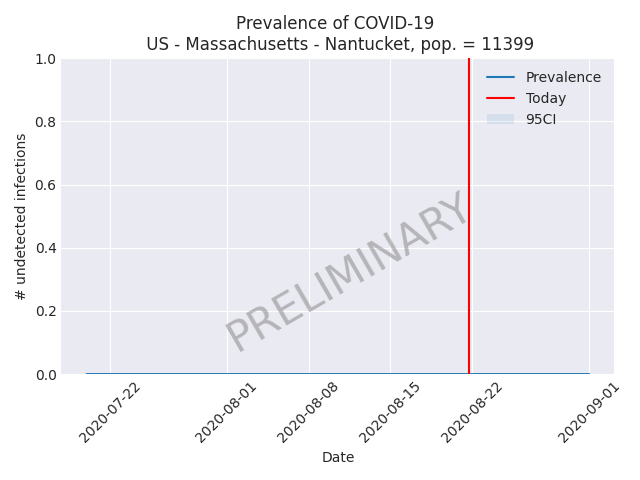 Prevalence of COVID-19
US - Massachusetts - Nantucket, pop. = 11399
1.0
0.8
0.6
0.4
0.2
0.0
# undetected infections
Prevalence
Today
95CI
PRELIMINARY
2020-07-22
2020-08-01
2020-08-08
2020-08-15
2020-08-22
2020-09-01
Date